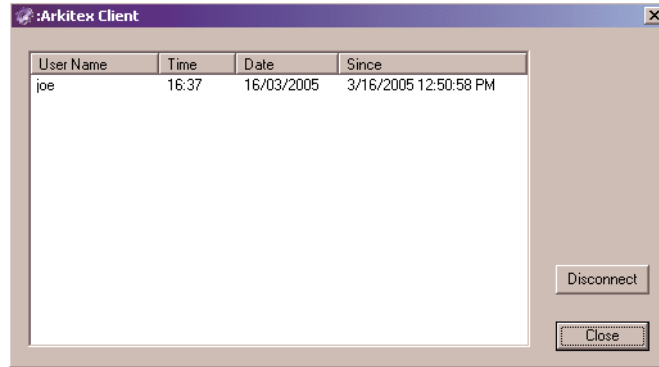 :Arkitex Client
User Name Time Date Since
joe 16:37 16/03/2005 3/16/2005 12:50:58 PM
Disconnect
Close